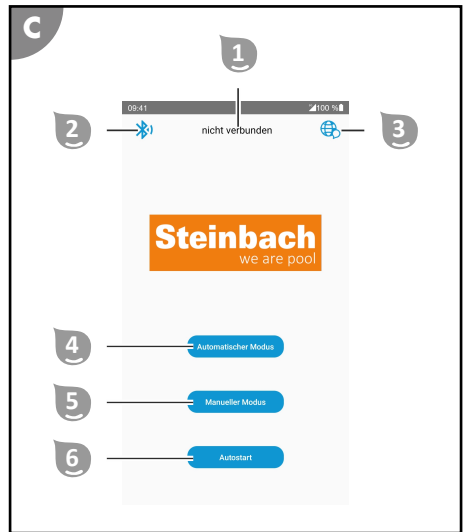 C
1
2
3
09:41 100 %
nicht verbunden
Steinbach
we are pool
4
Automatischer Modus
5
Manueller Modus
6
Autostart